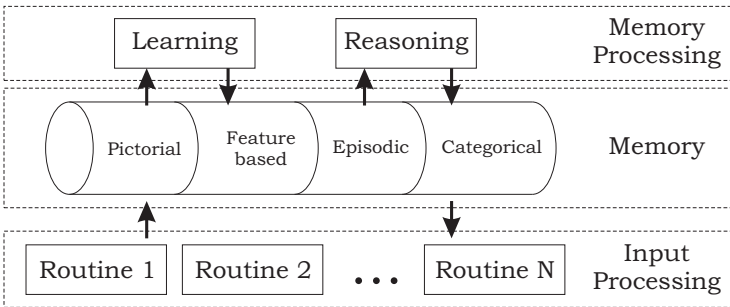 Learning
Reasoning
Memory
Processing
Pictorial
Feature
based
Episodic
Categorical
Memory
Routine 1
Routine 2
...
Routine N
Input
Processing